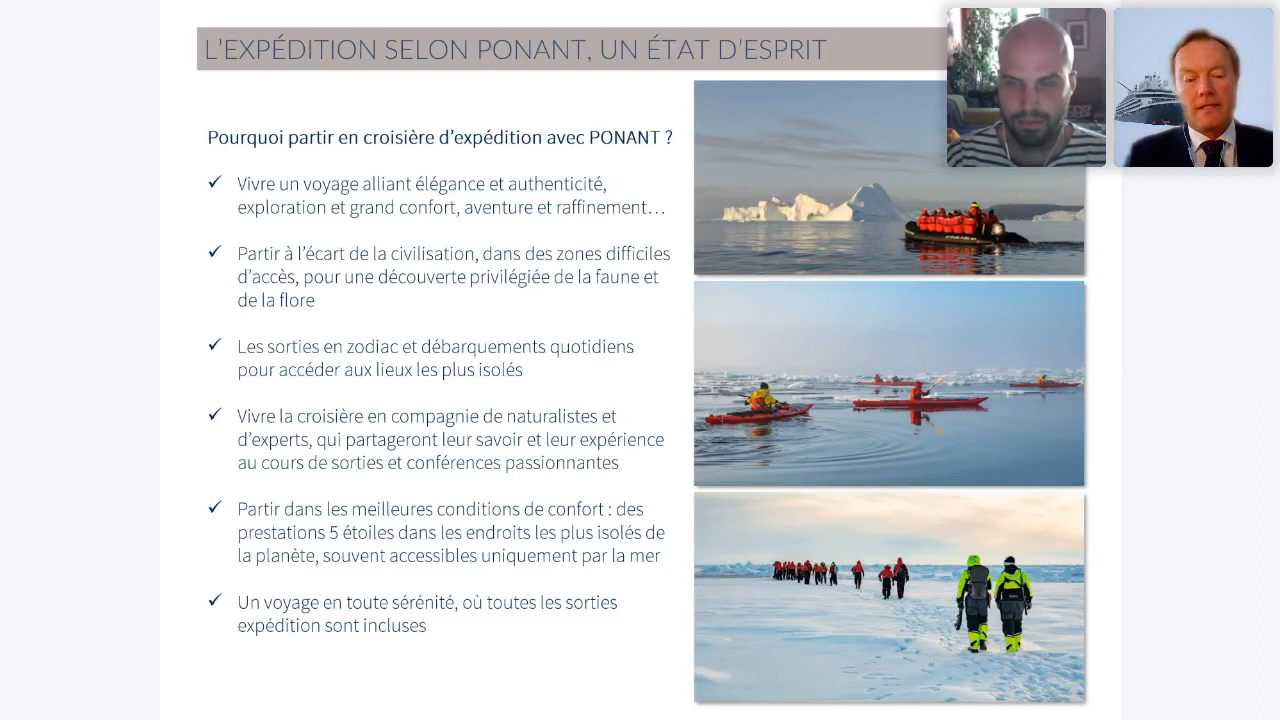 L'EXPÉDITION SELON PONANT, UN ÉTAT D'ESPRIT
Pourquoi partir en croisière d'expédition avec PONANT ?
✓ Vivre un voyage alliant élégance et authenticité,
exploration et grand confort, aventure et raffinement…
✓ à l'écart de la civilisation, dans des zones difficiles
d'accès, pour une découverte privilégiée de la faune et
de la flore
✓ Les sorties en zodiac et débarquements quotidiens
pour accéder aux lieux les plus isolés
✓ Vivre la croisière en compagnie de naturalistes et
d'experts, qui partageront leur savoir et leur expérience
au cours de sorties et conférences passionnantes
✓ Partir dans les meilleures conditions de confort : des
prestations 5 étoiles dans les endroits les plus isolés de
la planète, souvent accessibles uniquement par la mer
✓ Un voyage en toute sérénité, où toutes les sorties
expédition sont incluses